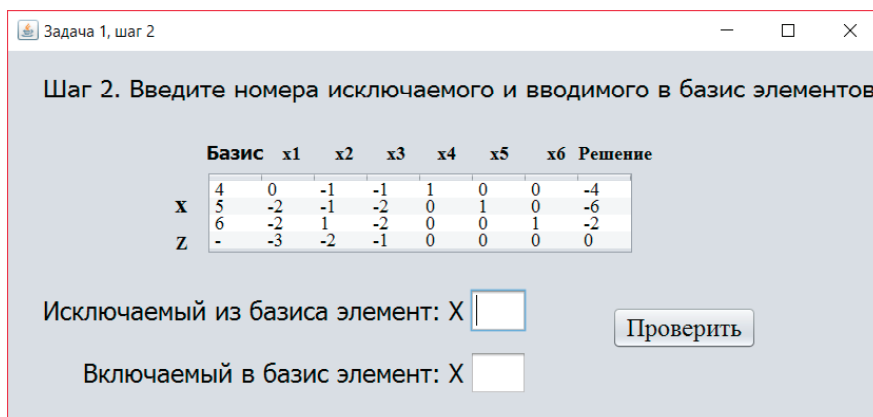 Задача 1, шаг 2
Шаг 2. Введите номера исключаемого и вводимого в базис элементов
Базис x1 x2 x3 x4 x5 x6 Решение
4 0 -1 -1 1 0 0 -4
X 5 -2 -1 -2 0 1 0 -6
6 -2 1 -2 0 0 1 -2
Z - -3 -2 -1 0 0 0 0
Исключаемый из базиса элемент: X
Проверить
Включаемый в базис элемент: X